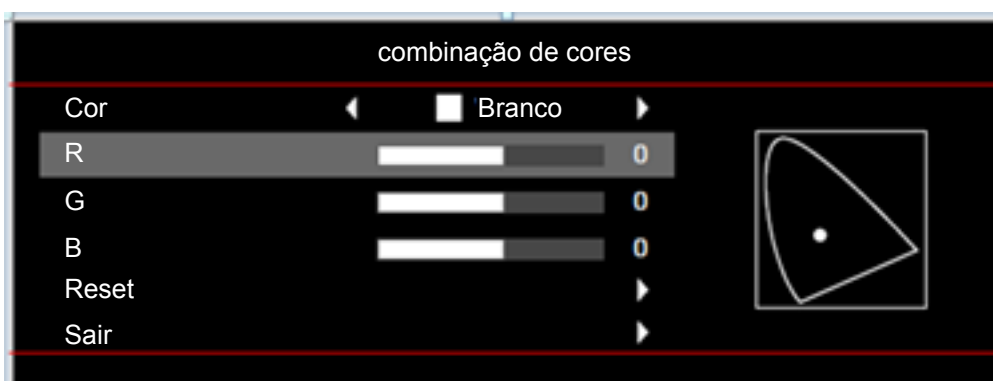 combinação de cores
Cor Branco
R 0
G 0
B 0
Reset
Sair